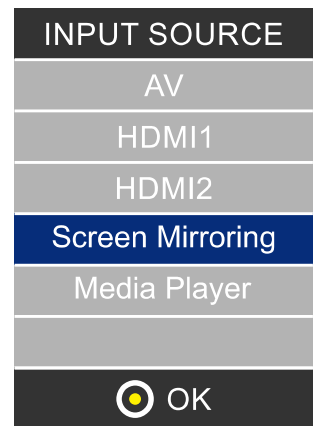 INPUT SOURCE
AV
HDMI1
HDMI2
Screen Mirroring
Media Player
OK